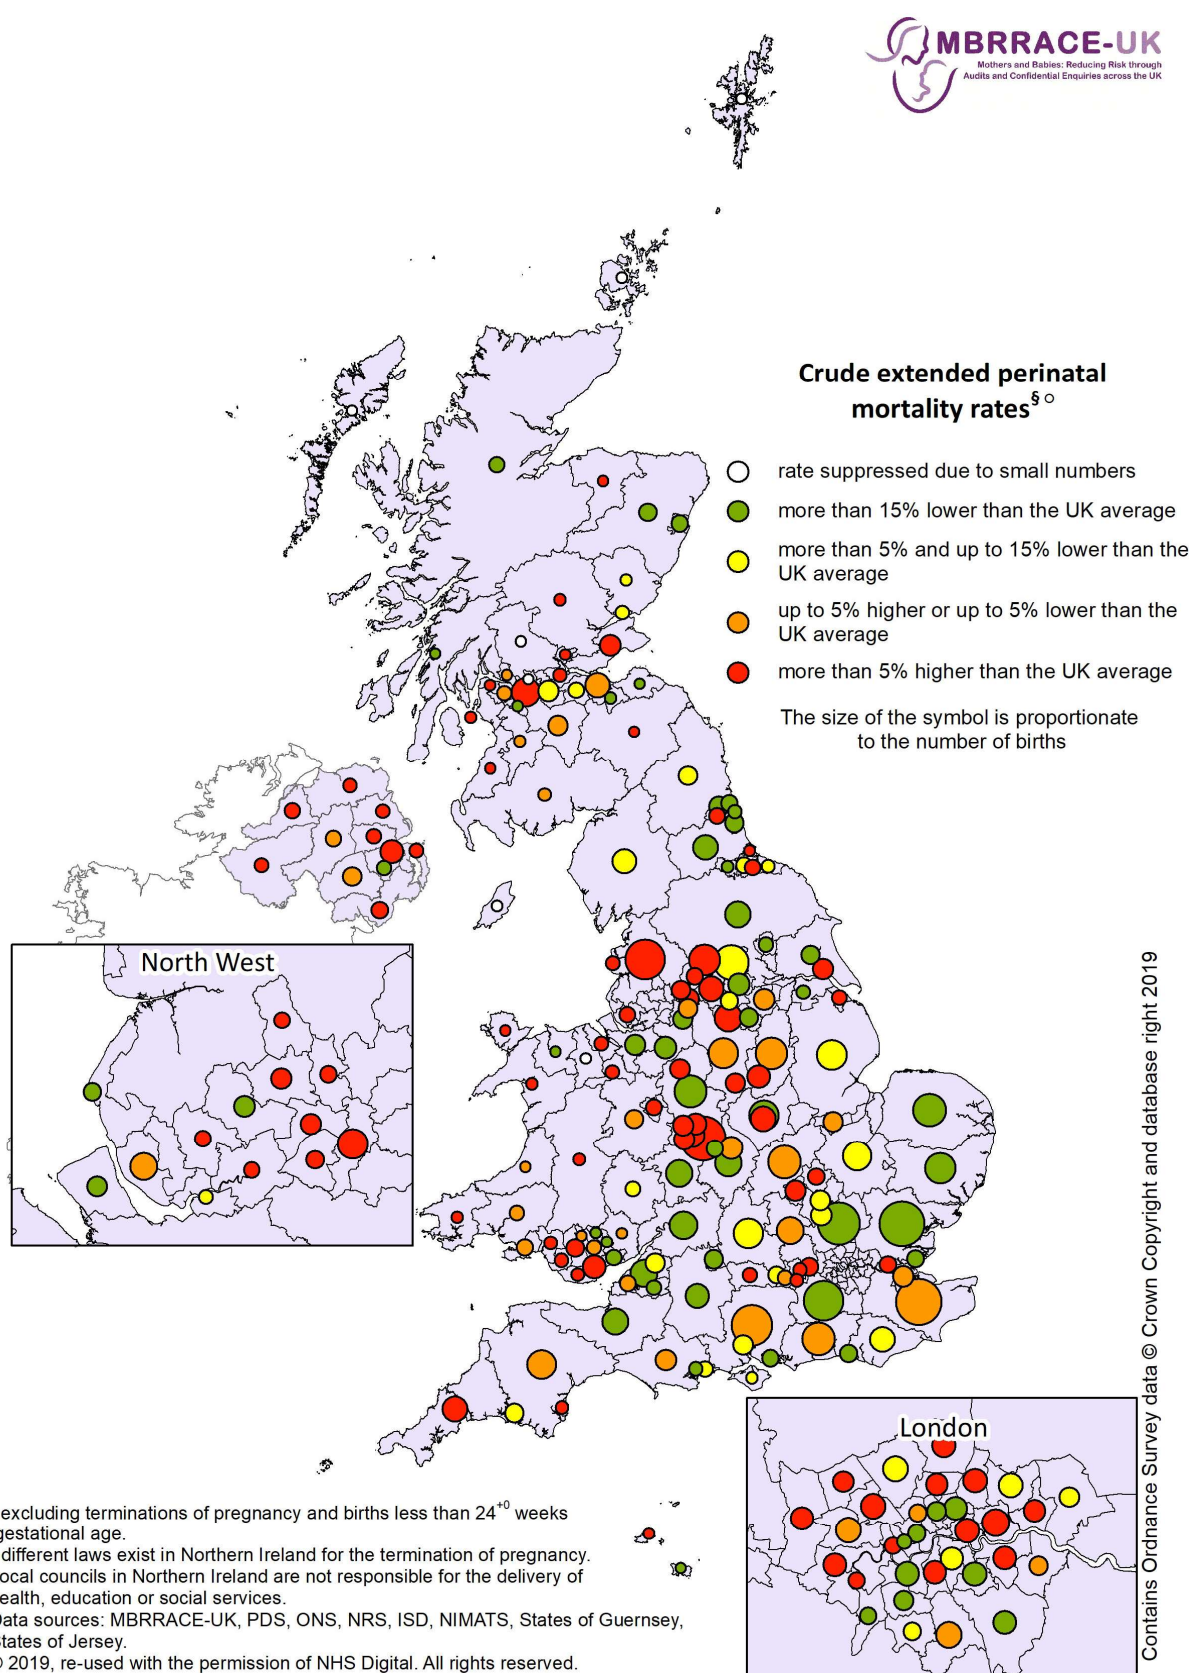 MBRRACE-UK
Mothers and Babies: Reducing Risk through
Audits and Confidential Enquiries across the UK
Crude extended perinatal
mortality rates§ ○
rate suppressed due to small numbers
more than 15% lower than the UK average
more than 5% and up to 15% lower than the
UK average
up to 5% higher or up to 5% lower than the
UK average
more than 5% higher than the UK average
The size of the symbol is proportionate
to the number of births
North West
London
excluding terminations of pregnancy and births less than 24+0 weeks
gestational age.
different laws exist in Northern Ireland for the termination of pregnancy.
ocal councils in Northern Ireland are not responsible for the delivery of
ealth, education or social services.
ata sources: MBRRACE-UK, PDS, ONS, NRS, ISD, NIMATS, States of Guernsey,
tates of Jersey.
© 2019, re-used with the permission of NHS Digital. All rights reserved.
Contains Ordnance Survey data © Crown Copyright and database right 2019